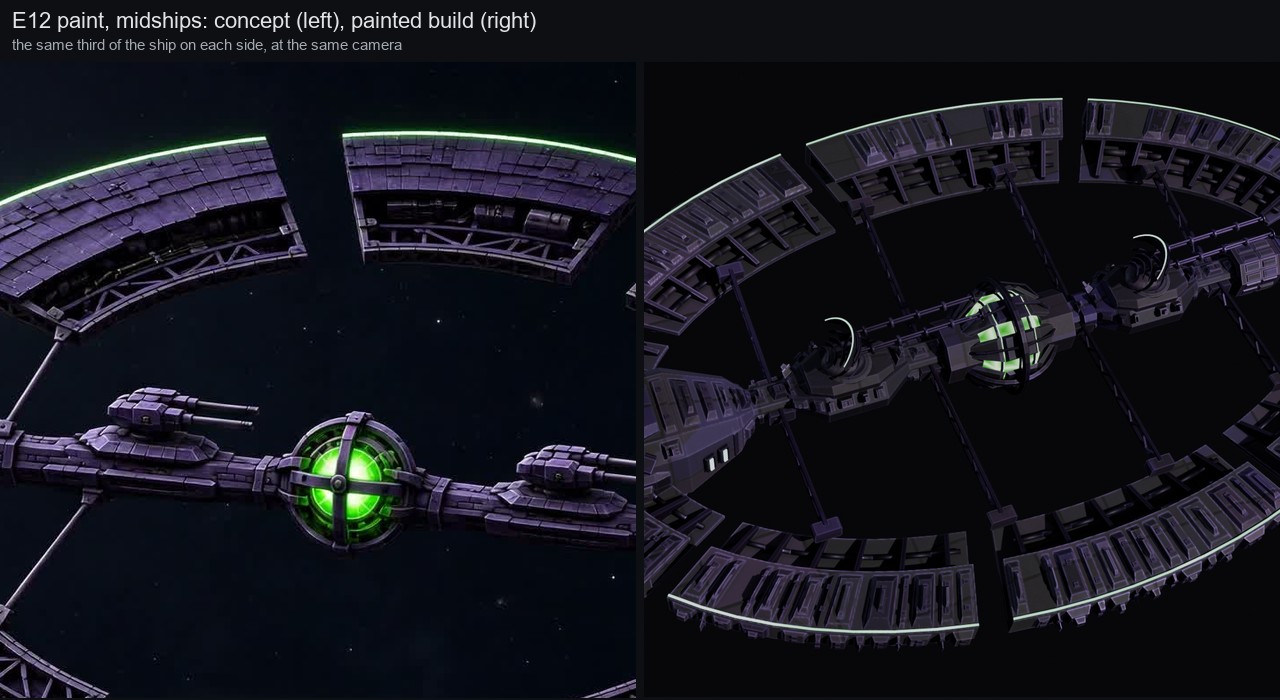 E12 paint, midships: concept (left), painted build (right)
the same third of the ship on each side, at the same camera